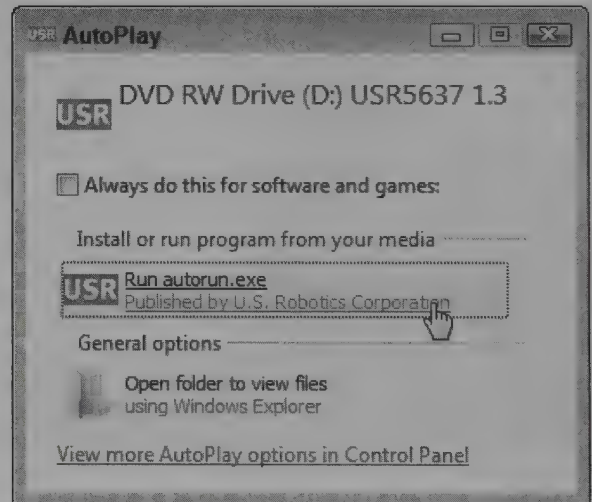 USR AutoPlay
DVD RW Drive (D:) USR5637 1.3
USR
Always do this for software and games:
Install or run program from your media
USR
Run autorun.exe
Published by U.S. Robotics Corporation
General options
Open folder to view files
using Windows Explorer
View more AutoPlay options in Control Panel